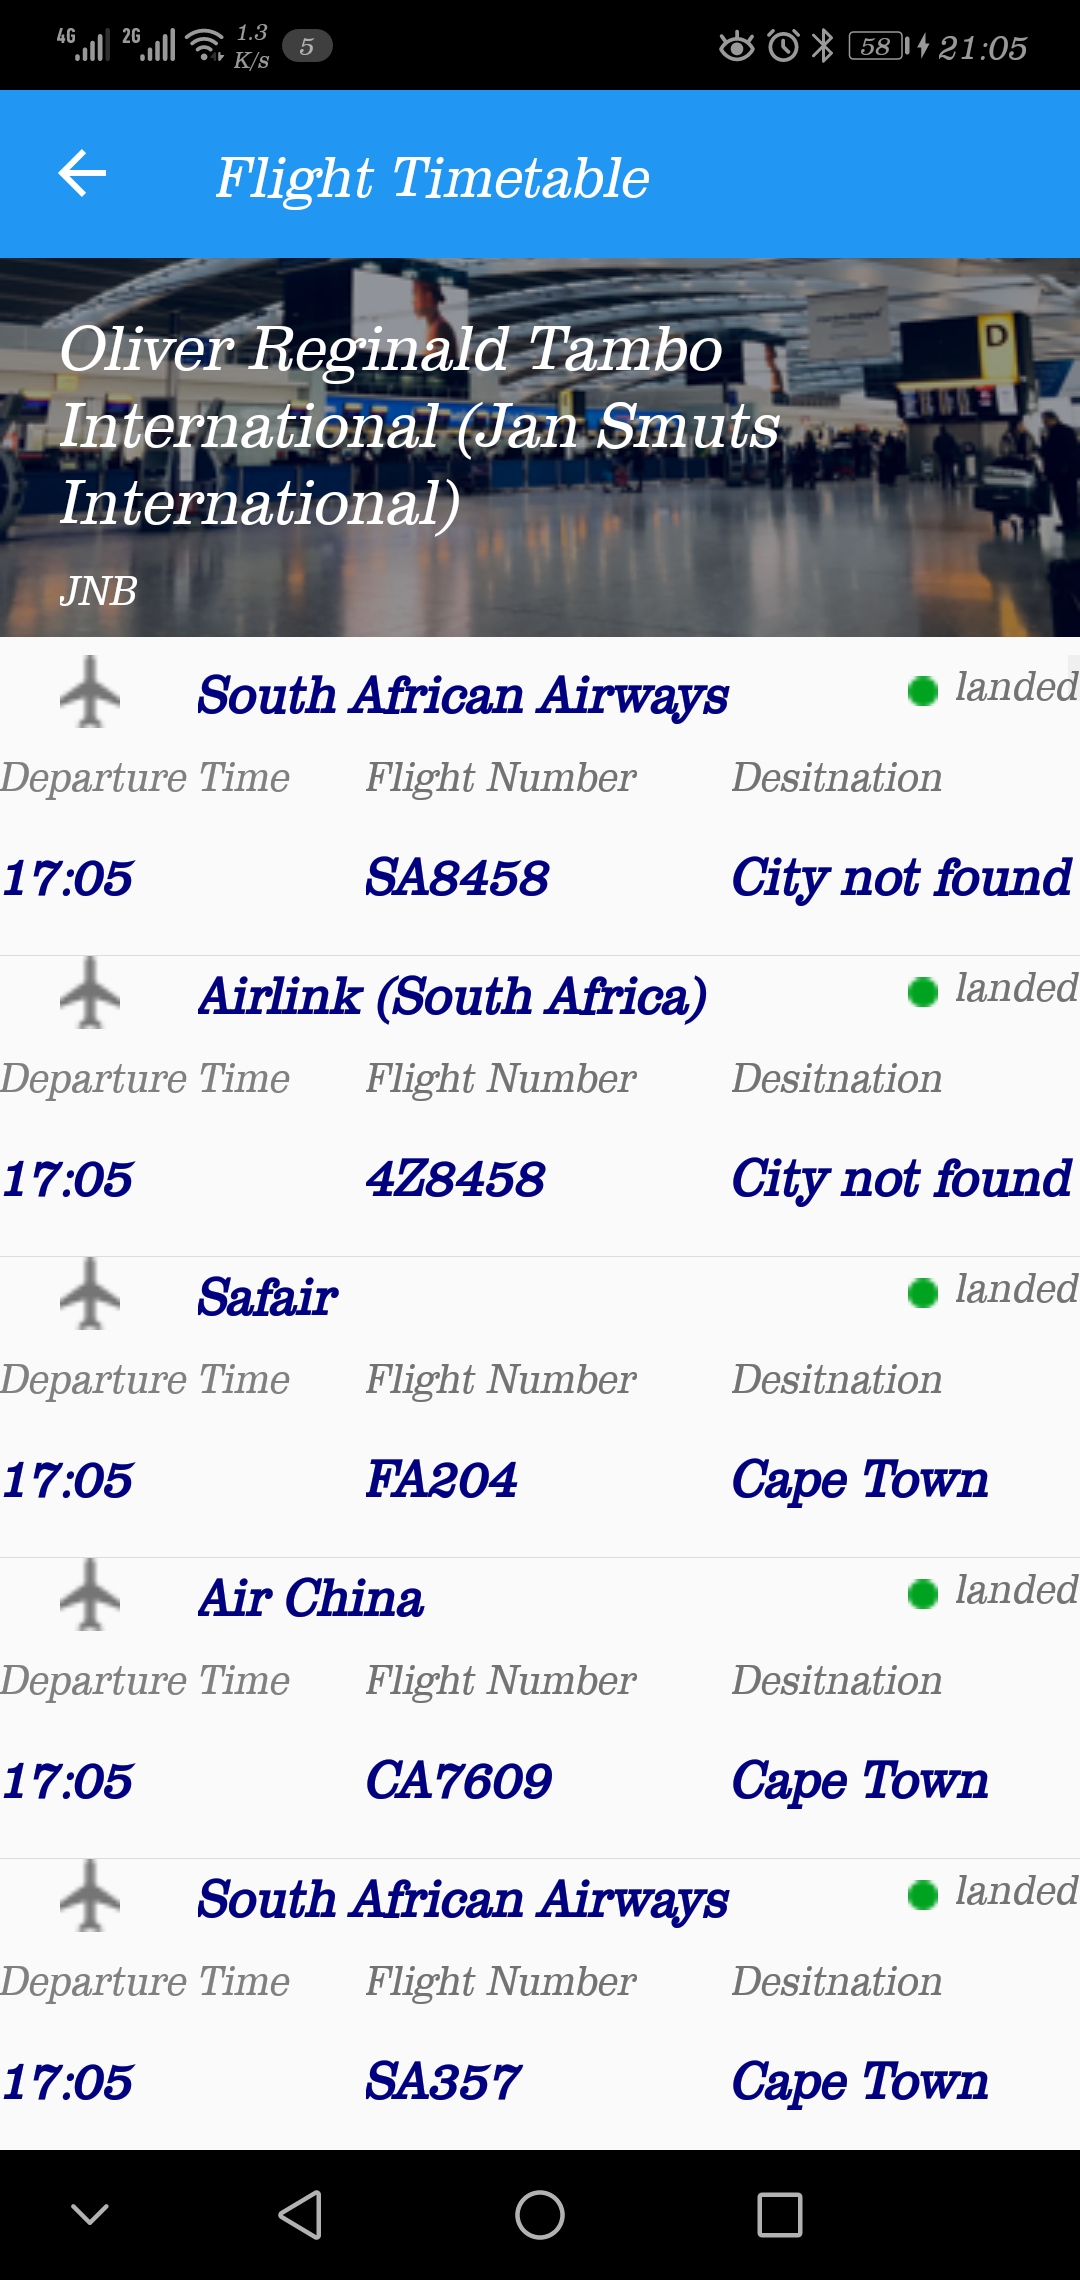 4G 2G 1.3 K/s 5 58 21:05
Flight Timetable
Oliver Reginald Tambo
International (Jan Smuts
International)
JNB
D
South African Airways landed
Departure Time Flight Number Desitnation
17:05 SA8458 City not found
Airlink (South Africa) landed
Departure Time Flight Number Desitnation
17:05 4Z8458 City not found
Safair landed
Departure Time Flight Number Desitnation
17:05 FA204 Cape Town
Air China landed
Departure Time Flight Number Desitnation
17:05 CA7609 Cape Town
South African Airways landed
Departure Time Flight Number Desitnation
17:05 SA357 Cape Town